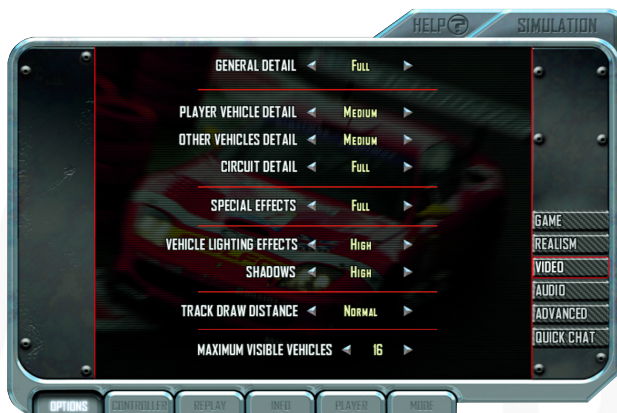 HELP ? SIMULATION
GENERAL DETAIL FULL
PLAYER VEHICLE DETAIL MEDIUM
OTHER VEHICLES DETAIL MEDIUM
CIRCUIT DETAIL FULL
SPECIAL EFFECTS FULL
VEHICLE LIGHTING EFFECTS HIGH
SHADOWS HIGH
TRACK DRAW DISTANCE NORMAL
MAXIMUM VISIBLE VEHICLES 16
GAME
REALISM
VIDEO
AUDIO
ADVANCED
QUICK CHAT
OPTIONS CONTROLLER REPLAY INFO PLAYER MODE